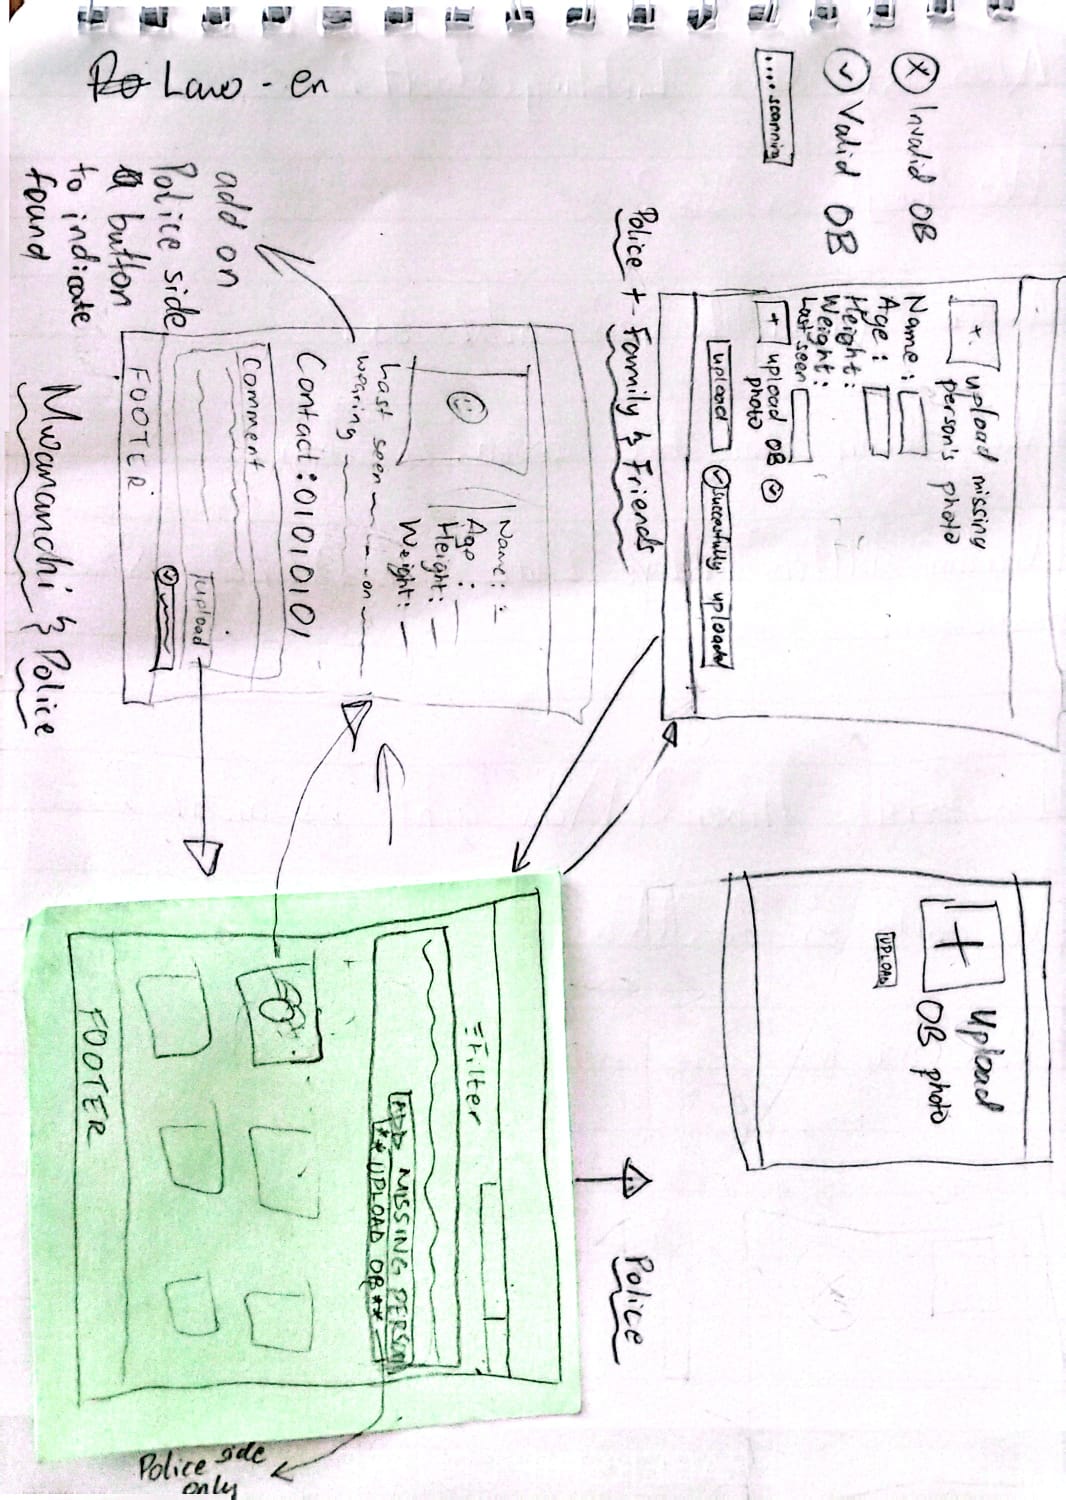 Invalid OB
Valid OB
.... scanning
+
upload missing
person's photo
Name:
Age:
Height:
Weight:
Last seen
+
upload OB
photo
upload
succesfully uploaded
Police + Family & Friends
+
Upload
OB photo
UPLOAD
Police
Name:
Age :
Height:
Weight:
Last seen on
wearing
Contact:01010101
Comment
upload
FOOTER
Mwananchi & Police
add on
Police side
a button
to indicate
found
Law-en
Filter
ADD MISSING PERSON
**UPLOAD OB**
FOOTER
Police side
only